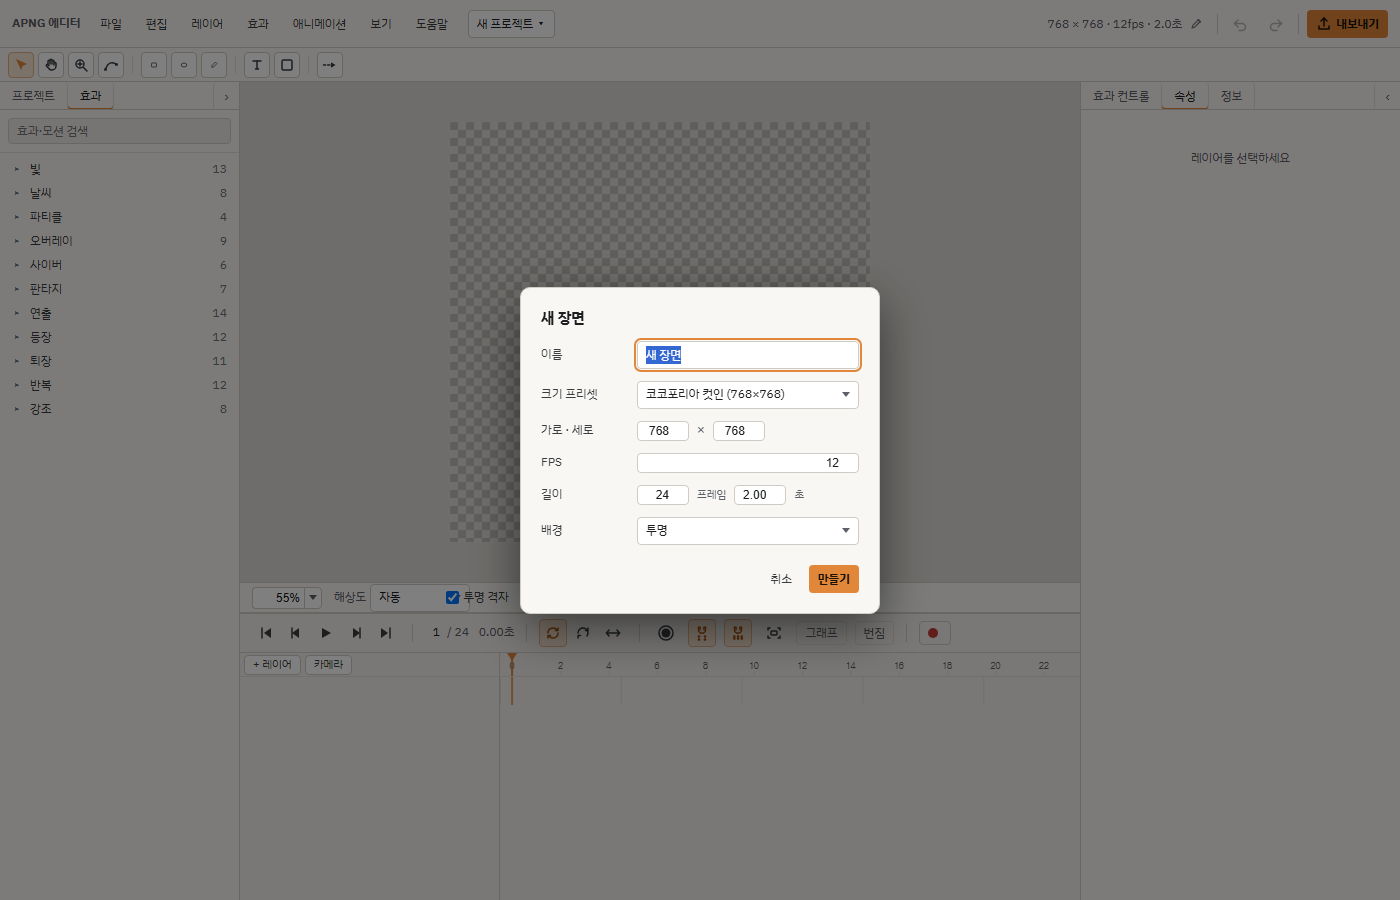 APNG 에디터 파일 편집 레이어 효과 애니메이션 보기 도움말 새 프로젝트 768 × 768 · 12fps · 2.0초 내보내기
프로젝트 효과
효과·모션 검색
빛 13
날씨 8
파티클 4
오버레이 9
사이버 6
판타지 7
연출 14
등장 12
퇴장 11
반복 12
강조 8
효과 컨트롤 속성 정보
레이어를 선택하세요
새 장면
이름 새 장면
크기 프리셋 코코포리아 컷인 (768×768)
가로 · 세로 768 × 768
FPS 12
길이 24 프레임 2.00 초
배경 투명
취소 만들기
55% 해상도 자동 투명 격자
1 / 24 0.00초 그래프 번짐
+ 레이어 카메라 0 2 4 6 8 10 12 14 16 18 20 22